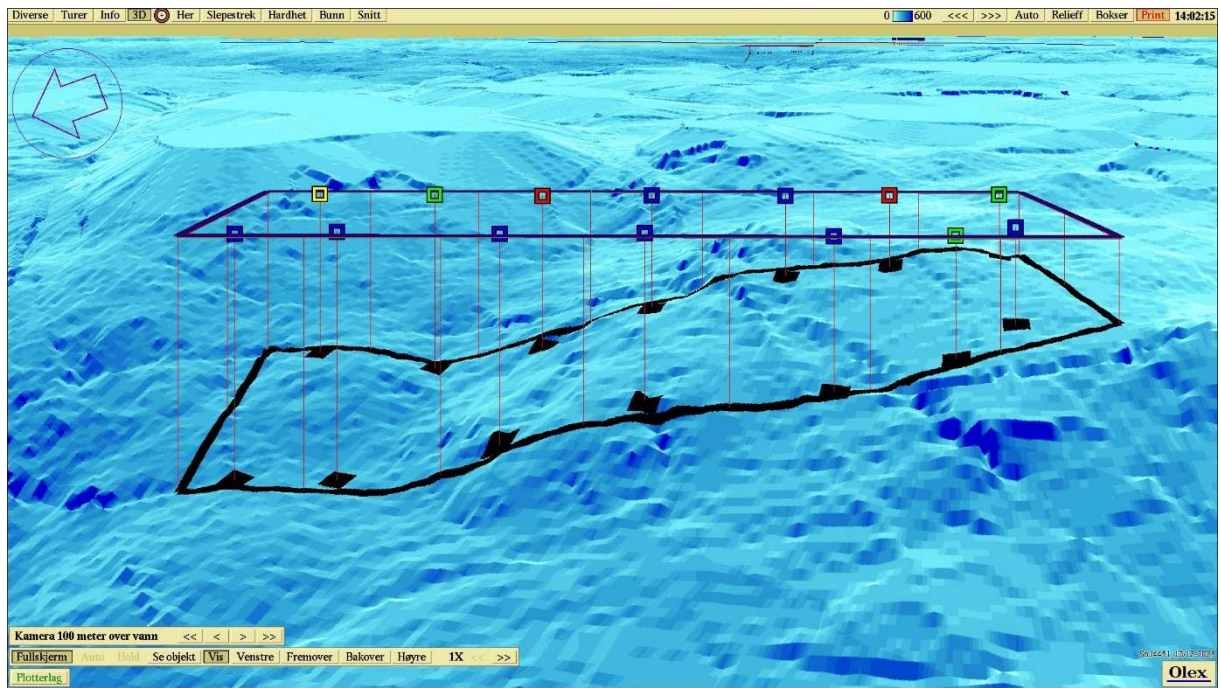 Diverse Turer Info 3D Her Slepestrek Hardhet Bunn Snitt 0 600 <<< >>> Auto Relieff Bokser Print 14:02:15
Kamera 100 meter over vann << < > >>
Fullskjerm Auto Hold Se objekt Vis Venstre Fremover Bakover Høyre 1X << >>
Plotterlag Olex